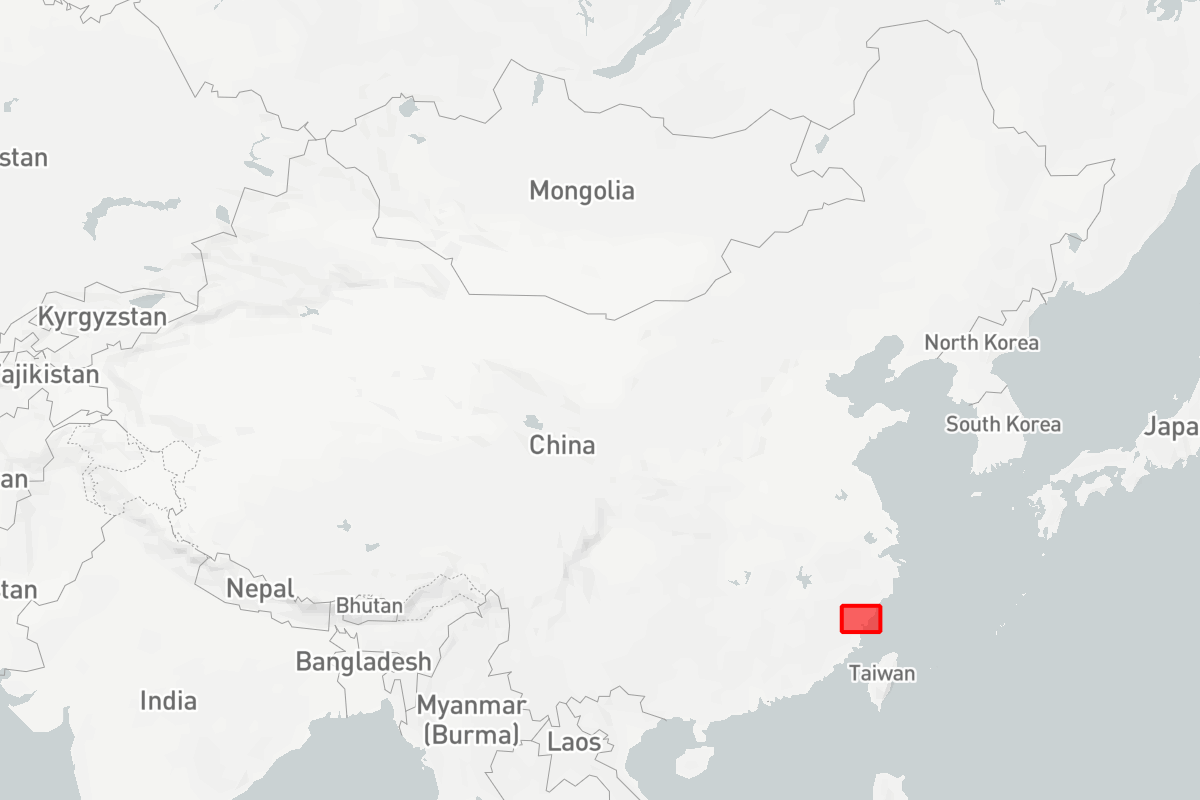 stan
Mongolia
Kyrgyzstan
ajikistan
North Korea
South Korea
Japa
China
an
stan
Nepal
Bhutan
Bangladesh
Taiwan
India
Myanmar
(Burma)
Laos